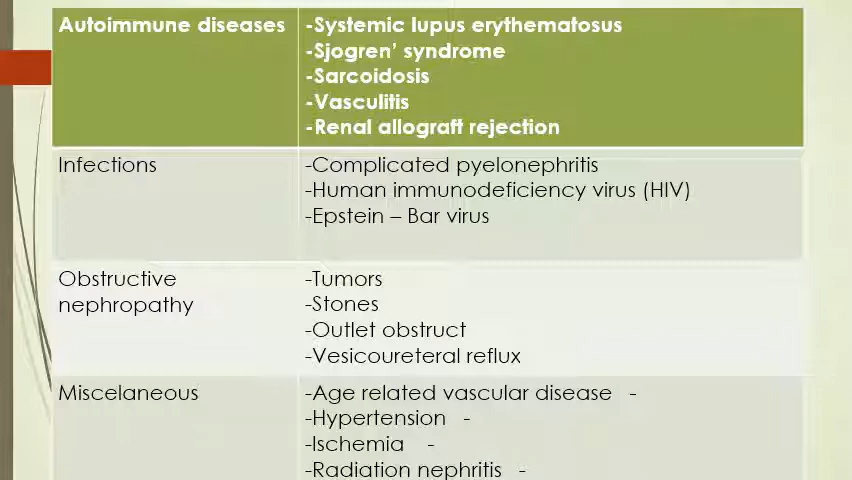 Autoimmune diseases
-Systemic lupus erythematosus
-Sjogren’ syndrome
-Sarcoidosis
-Vasculitis
-Renal allograft rejection
Infections
-Complicated pyelonephritis
-Human immunodeficiency virus (HIV)
-Epstein – Bar virus
Obstructive
nephropathy
-Tumors
-Stones
-Outlet obstruct
-Vesicoureteral reflux
Miscelaneous
-Age related vascular disease -
-Hypertension -
-Ischemia -
-Radiation nephritis -